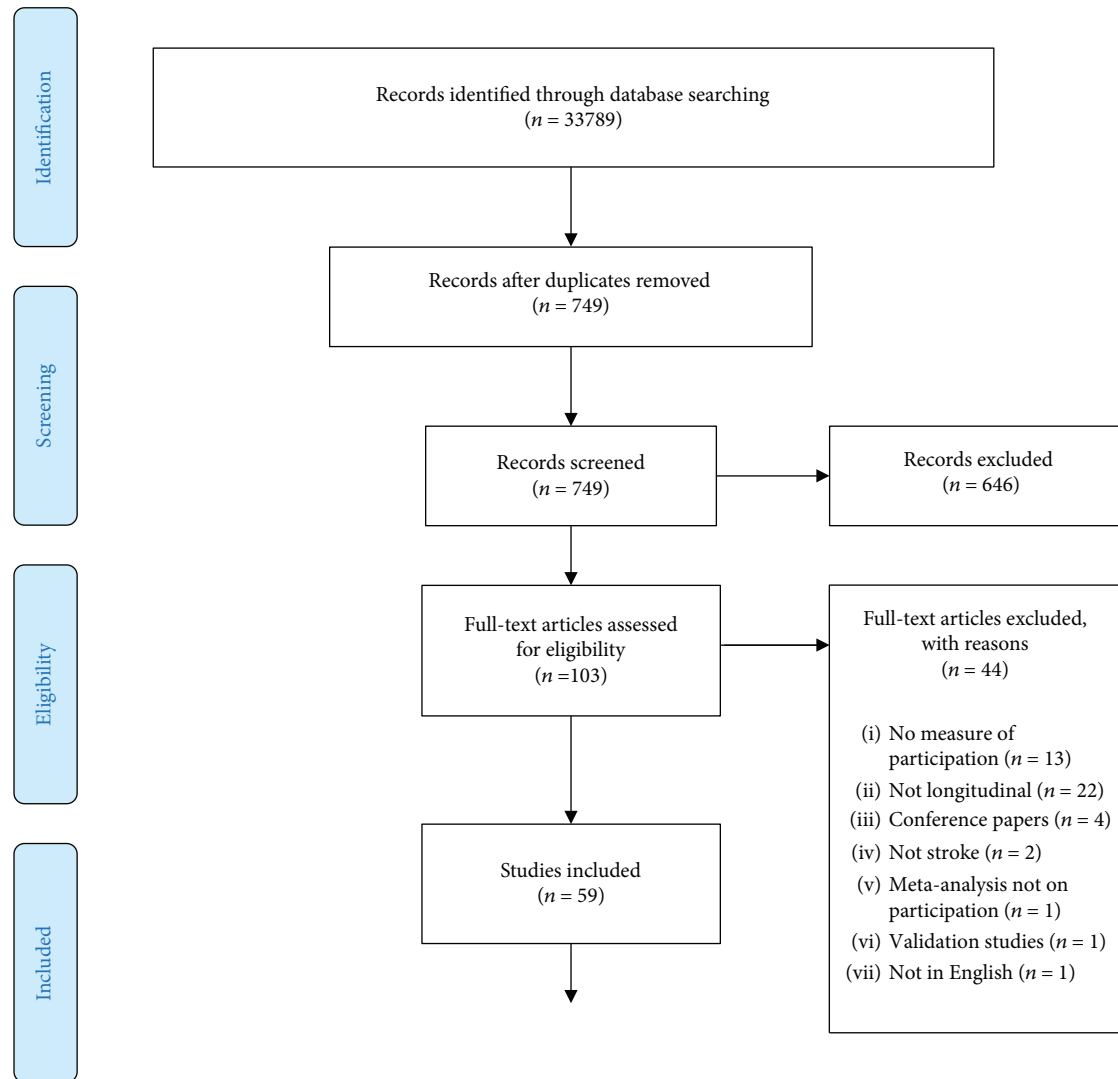 Identification
Records identified through database searching
(n = 33789)
Records after duplicates removed
(n = 749)
Screening
Records screened
(n = 749)
Records excluded
(n = 646)
Eligibility
Full-text articles assessed
for eligibility
(n =103)
Full-text articles excluded,
with reasons
(n = 44)
(i) No measure of
participation (n = 13)
(ii) Not longitudinal (n = 22)
(iii) Conference papers (n = 4)
(iv) Not stroke (n = 2)
(v) Meta-analysis not on
participation (n = 1)
(vi) Validation studies (n = 1)
(vii) Not in English (n = 1)
Included
Studies included
(n = 59)